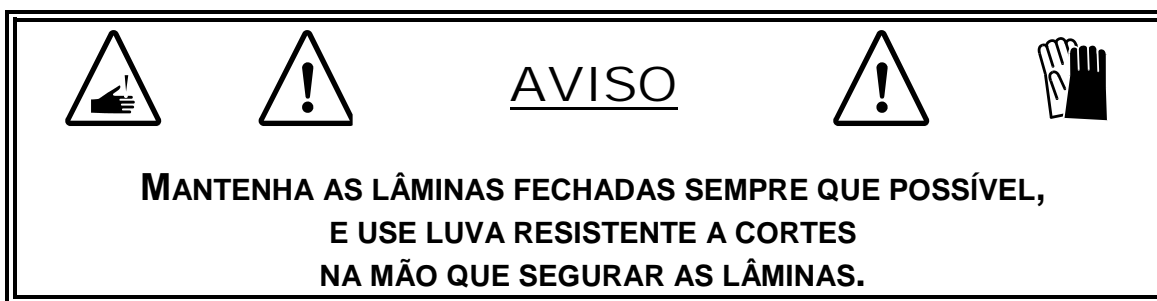 AVISO
MANTENHA AS LÂMINAS FECHADAS SEMPRE QUE POSSÍVEL,
E USE LUVA RESISTENTE A CORTES
NA MÃO QUE SEGURAR AS LÂMINAS.